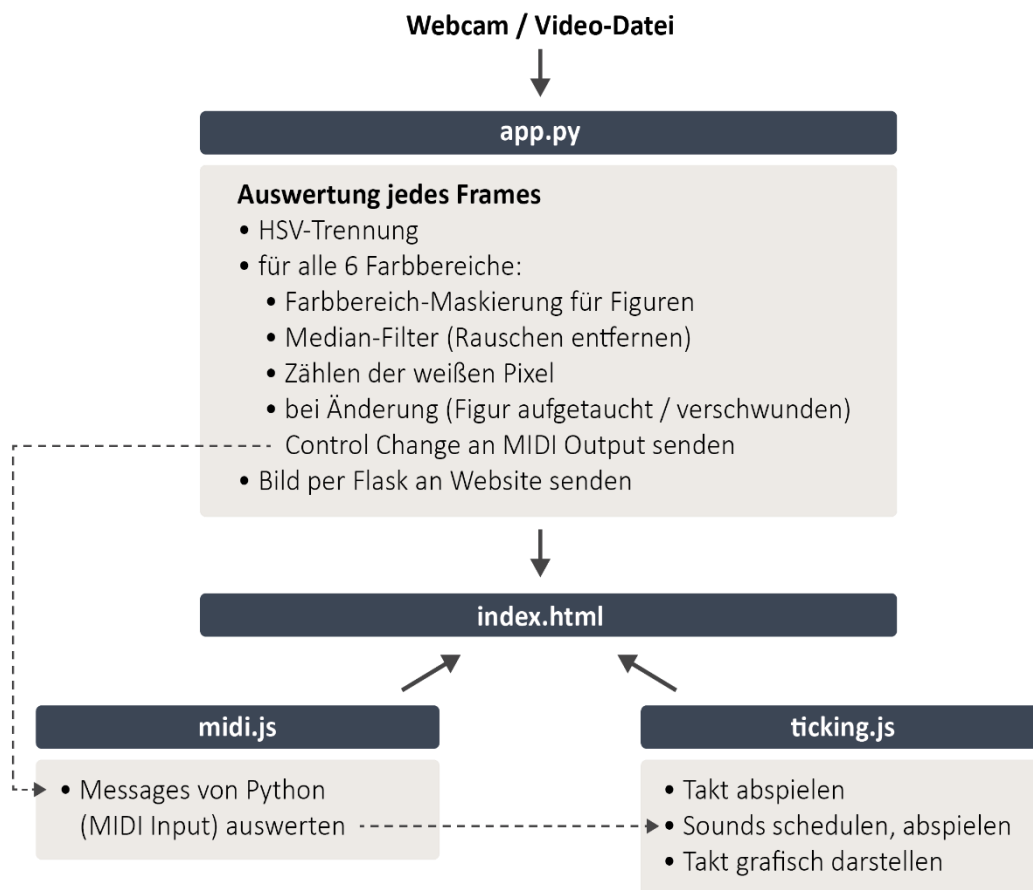 Webcam / Video-Datei
app.py
Auswertung jedes Frames
• HSV-Trennung
• für alle 6 Farbbereiche:
• Farbbereich-Maskierung für Figuren
• Median-Filter (Rauschen entfernen)
• Zählen der weißen Pixel
• bei Änderung (Figur aufgetaucht / verschwunden)
Control Change an MIDI Output senden
• Bild per Flask an Website senden
index.html
midi.js
• Messages von Python
(MIDI Input) auswerten
ticking.js
• Takt abspielen
• Sounds schedulen, abspielen
• Takt grafisch darstellen